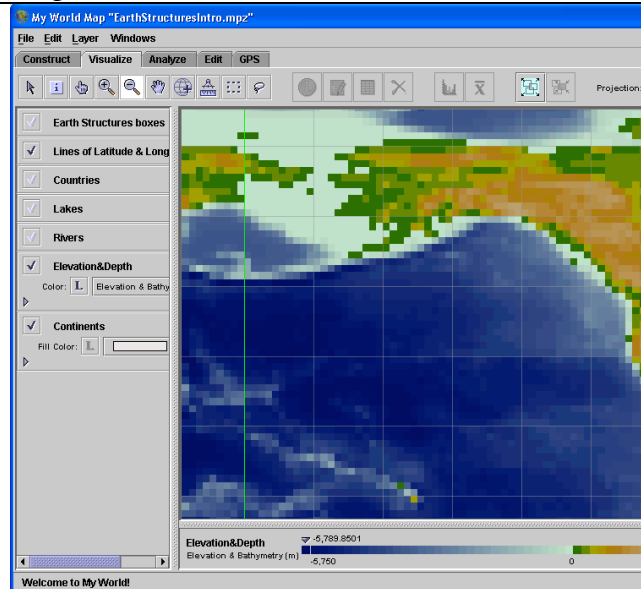 My World Map "EarthStructuresIntro.mpz"
File Edit Layer Windows
Construct Visualize Analyze Edit GPS
Projection:
Earth Structures boxes
Lines of Latitude & Long
Countries
Lakes
Rivers
Elevation&Depth
Color: L Elevation & Bathy
Continents
Fill Color: L
Elevation&Depth -5,789.8501
Elevation & Bathymetry (m) -5,750 0
Welcome to My World!